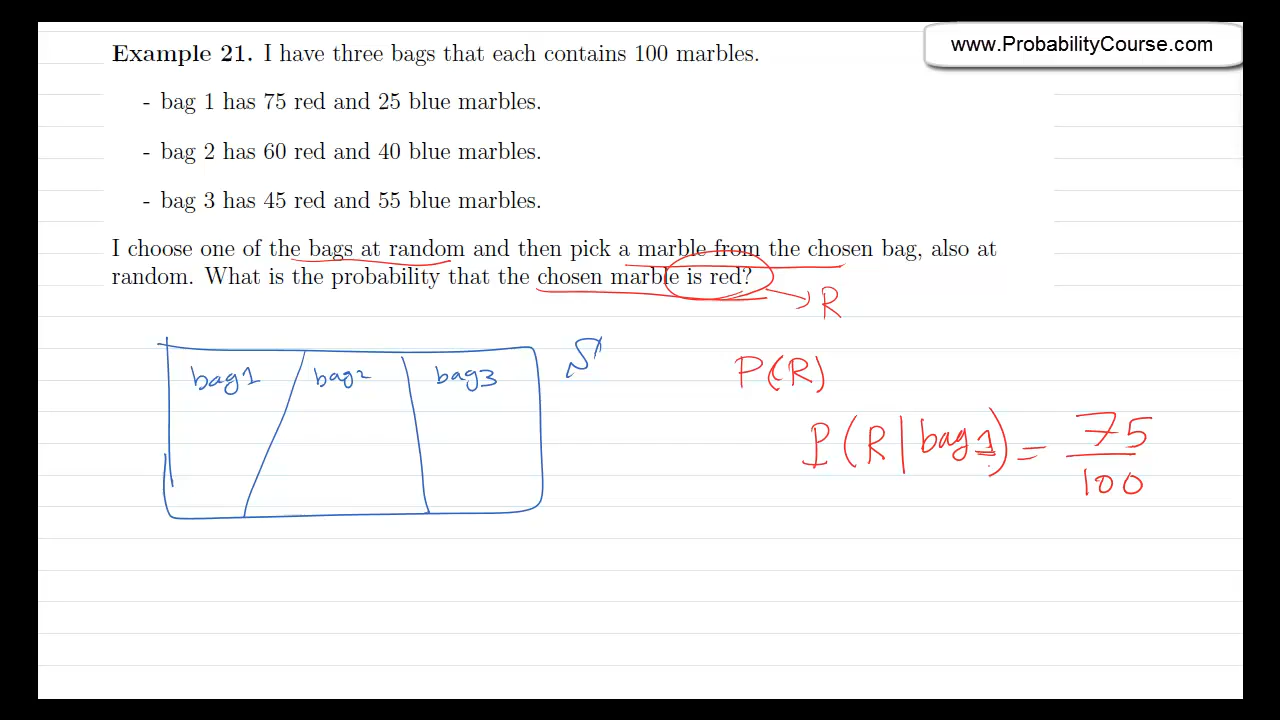 www.ProbabilityCourse.com
Example 21. I have three bags that each contains 100 marbles.
- bag 1 has 75 red and 25 blue marbles.
- bag 2 has 60 red and 40 blue marbles.
- bag 3 has 45 red and 55 blue marbles.
I choose one of the bags at random and then pick a marble from the chosen bag, also at
random. What is the probability that the chosen marble is red?
R
bag1 bag2 bag3 S
P(R)
P(R|bag1) = 75/100